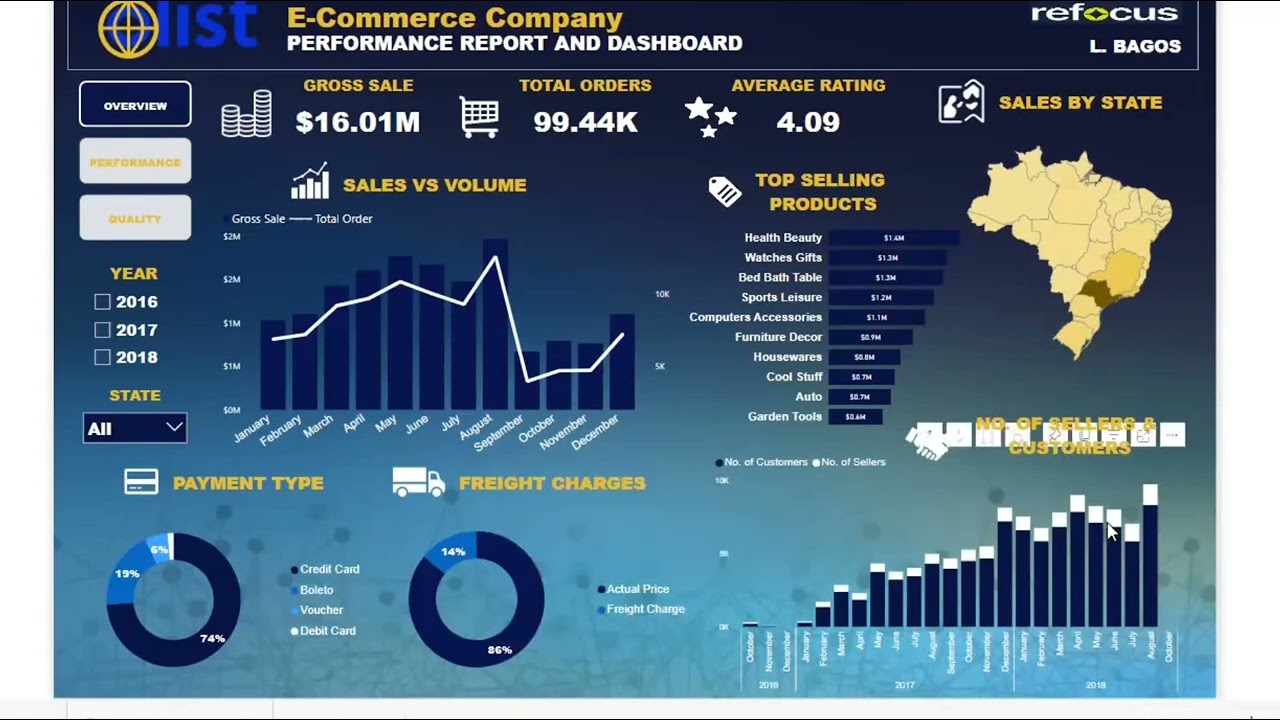 list
E-Commerce Company
PERFORMANCE REPORT AND DASHBOARD
refocus
L. BAGOS
OVERVIEW
PERFORMANCE
QUALITY
YEAR
2016
2017
2018
STATE
All
GROSS SALE
$16.01M
TOTAL ORDERS
99.44K
AVERAGE RATING
4.09
SALES BY STATE
SALES VS VOLUME
Gross Sale Total Order
$2M
$2M
$1M
$1M
$0M
10K
5K
January
February
March
April
May
June
July
August
September
October
November
December
TOP SELLING
PRODUCTS
Health Beauty $1.4M
Watches Gifts $1.3M
Bed Bath Table $1.3M
Sports Leisure $1.2M
Computers Accessories $1.1M
Furniture Decor $0.9M
Housewares $0.8M
Cool Stuff $0.7M
Auto $0.7M
Garden Tools $0.6M
PAYMENT TYPE
6%
19%
74%
Credit Card
Boleto
Voucher
Debit Card
FREIGHT CHARGES
14%
86%
Actual Price
Freight Charge
NO. OF SELLERS &
CUSTOMERS
No. of Customers No. of Sellers
10K
5K
0K
October
November
December
January
February
March
April
May
June
July
August
September
October
November
December
January
February
March
April
May
June
July
August
October
2016
2017
2018